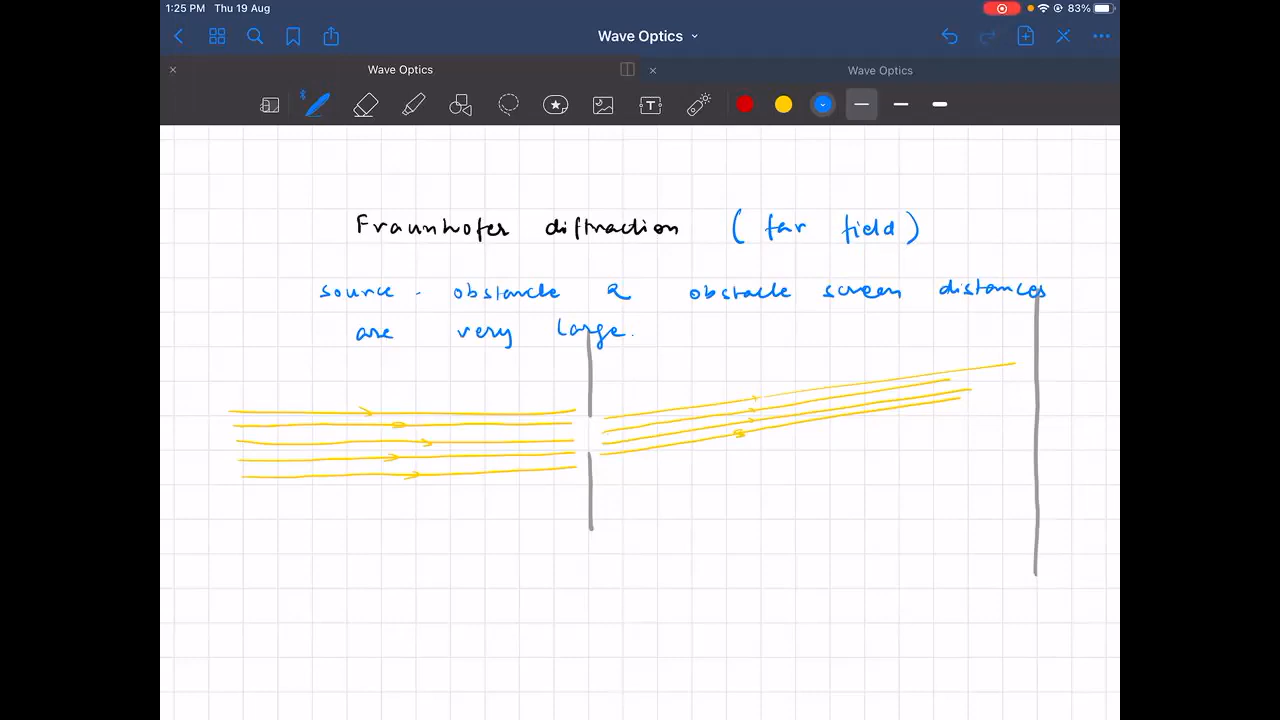 1:25 PM Thu 19 Aug
83%
Wave Optics
Wave Optics
Wave Optics
Fraunhofer diffraction (far field)
source - obstancle & obstacle screen distances
are very large.